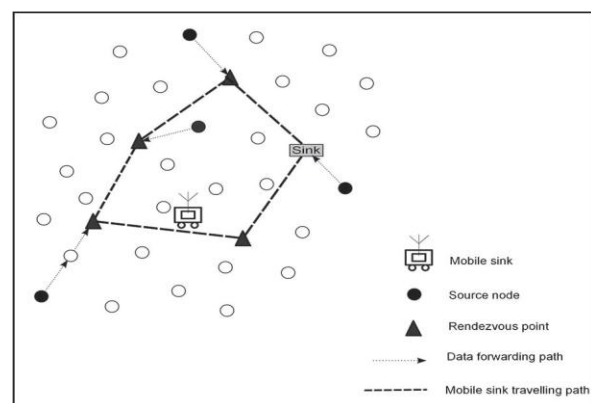 Sink
Mobile sink
Source node
Rendezvous point
Data forwarding path
Mobile sink travelling path